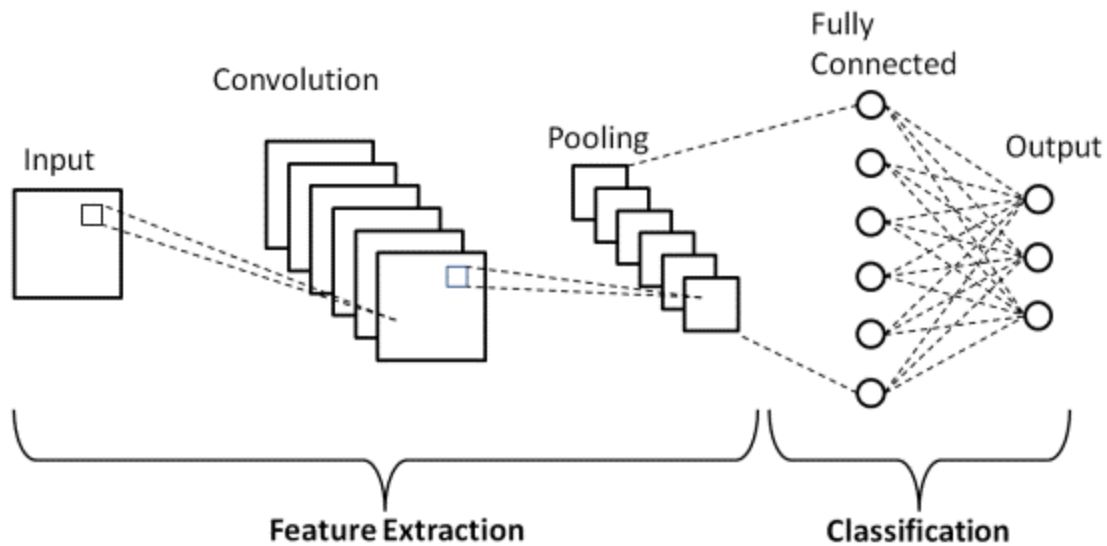 Input
Convolution
Pooling
Fully
Connected
Output
Feature Extraction
Classification